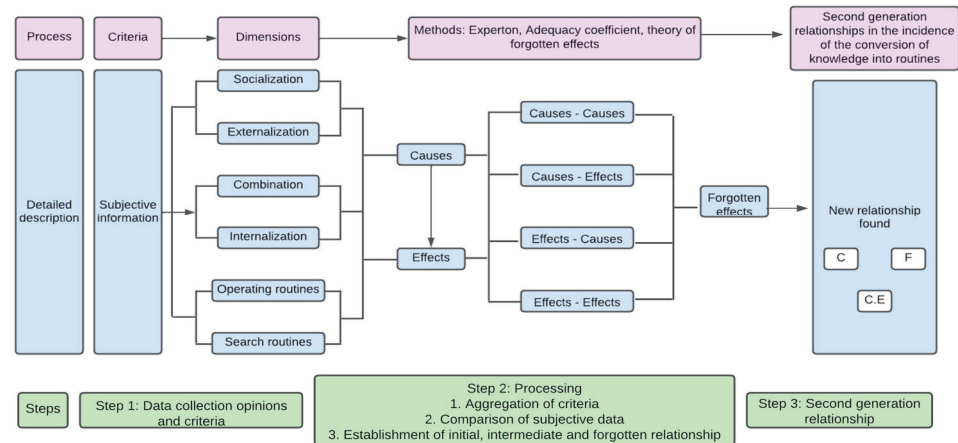 Process
Criteria
Dimensions
Methods: Experton, Adequacy coefficient, theory of
forgotten effects
Second generation
relationships in the incidence
of the conversion of
knowledge into routines
Detailed
description
Subjective
information
Socialization
Externalization
Combination
Internalization
Operating routines
Search routines
Causes
Effects
Causes - Causes
Causes - Effects
Effects - Causes
Effects - Effects
Forgotten
effects
New relationship
found
C
F
C.E
Steps
Step 1: Data collection opinions
and criteria
Step 2: Processing
1. Aggregation of criteria
2. Comparison of subjective data
3. Establishment of initial, intermediate and forgotten relationship
Step 3: Second generation
relationship